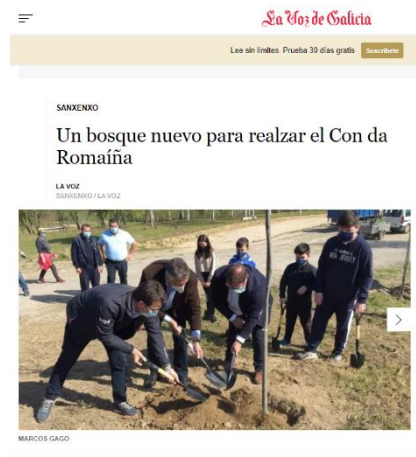 La Voz de Galicia
Lee sin límites Prueba 30 días gratis Suscríbete
SANXENXO
Un bosque nuevo para realzar el Con da
Romaíña
LA VOZ
SANXENXO / LA VOZ
MARCOS GAGO